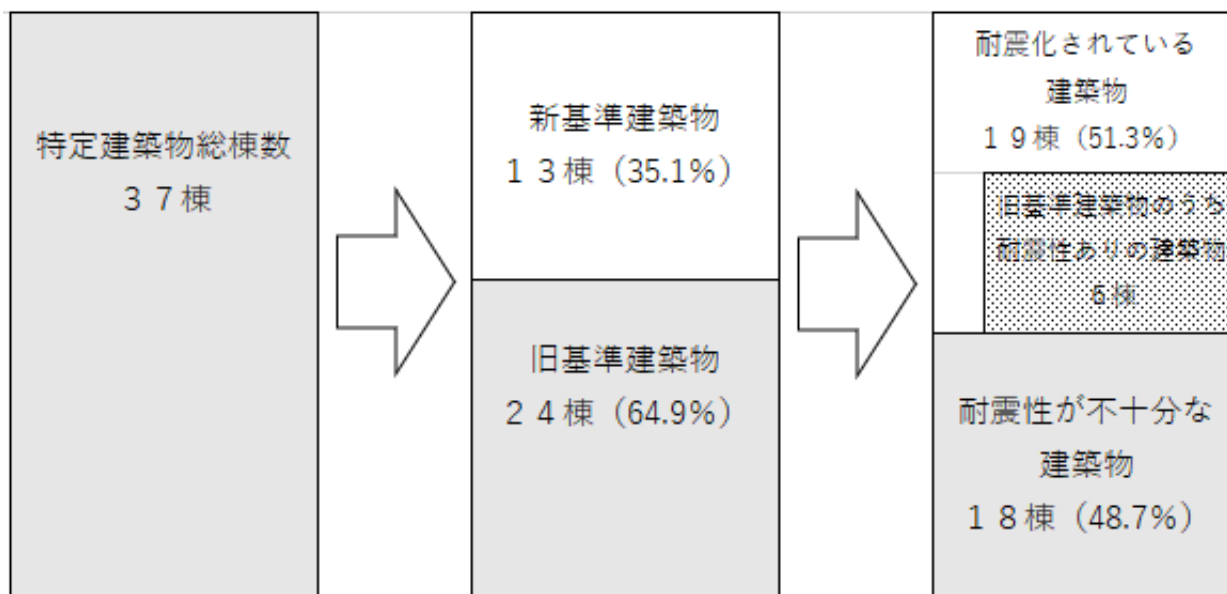 特定建築物総棟数
３７棟
新基準建築物
１３棟（35.1%）
旧基準建築物
２４棟（64.9%）
耐震化されている
建築物
１９棟（51.3%）
旧基準建築物のうち
耐震性ありの建築物
6棟
耐震性が不十分な
建築物
１８棟（48.7%）